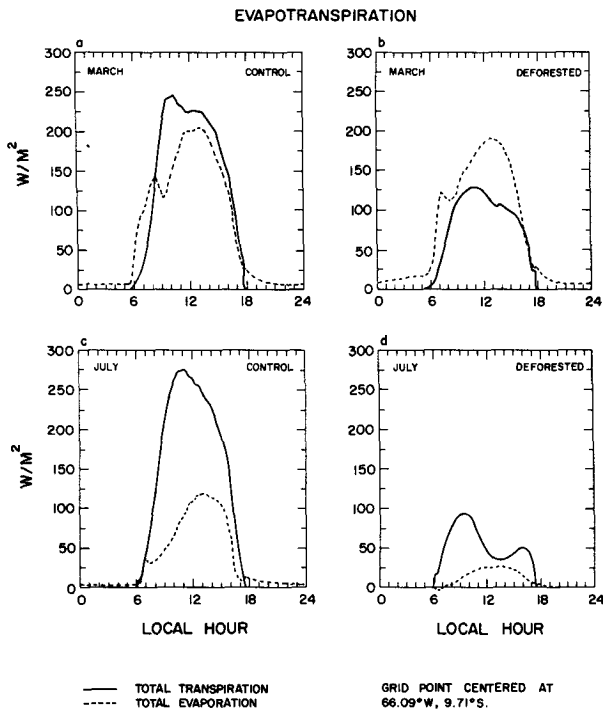 EVAPOTRANSPIRATION
a
MARCH CONTROL
300
250
200
150
100
50
0
W/M²
0 6 12 18 24
b
MARCH DEFORESTED
300
250
200
150
100
50
0
0 6 12 18 24
c
JULY CONTROL
300
250
200
150
100
50
0
W/M²
0 6 12 18 24
LOCAL HOUR
d
JULY DEFORESTED
300
250
200
150
100
50
0
0 6 12 18 24
LOCAL HOUR
TOTAL TRANSPIRATION
TOTAL EVAPORATION
GRID POINT CENTERED AT
66.09°W, 9.71°S.